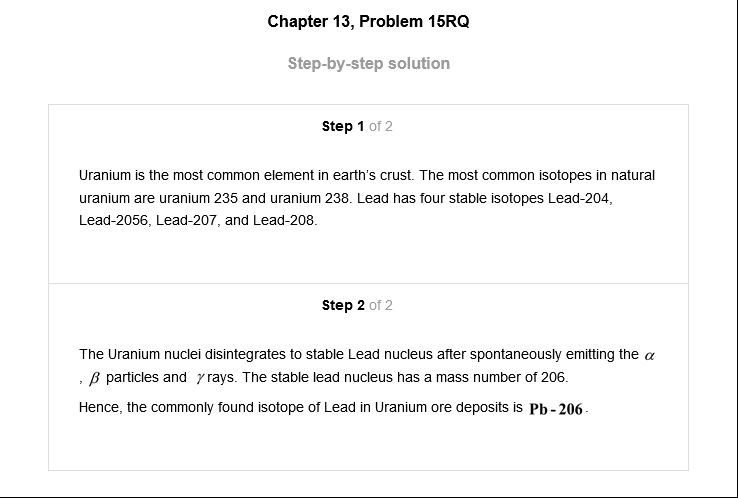 Chapter 13, Problem 15RQ
Step-by-step solution
Step 1 of 2
Uranium is the most common element in earth's crust. The most common isotopes in natural
uranium are uranium 235 and uranium 238. Lead has four stable isotopes Lead-204,
Lead-2056, Lead-207, and Lead-208.
Step 2 of 2
The Uranium nuclei disintegrates to stable Lead nucleus after spontaneously emitting the α
, β particles and γ rays. The stable lead nucleus has a mass number of 206.
Hence, the commonly found isotope of Lead in Uranium ore deposits is Pb - 206.